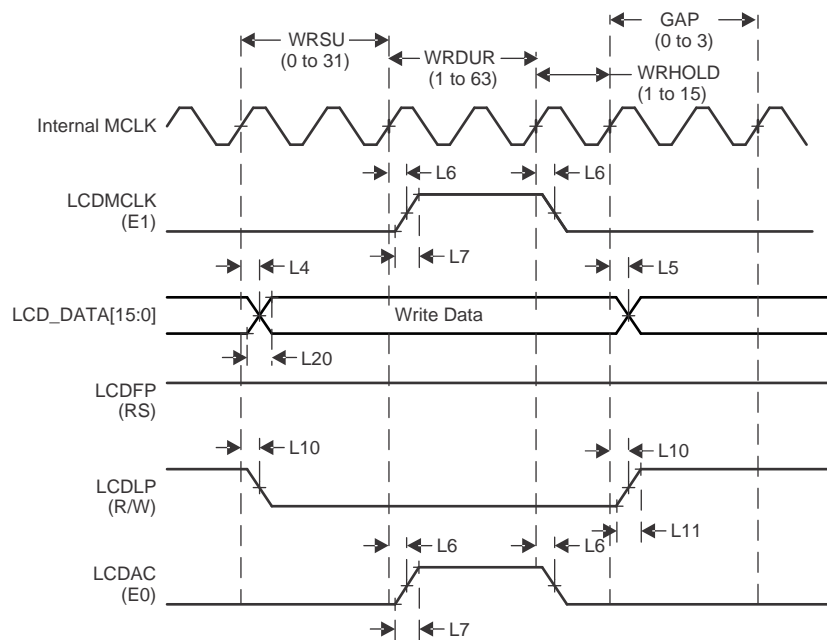 GAP
(0 to 3)
WRSU
(0 to 31)
WRDUR
(1 to 63)
WRHOLD
(1 to 15)
Internal MCLK
L6
L6
LCDMCLK
(E1)
L7
L4
L5
LCD_DATA[15:0]
Write Data
L20
LCDFP
(RS)
L10
L10
LCDLP
(R/W)
L11
L6
L6
LCDAC
(E0)
L7